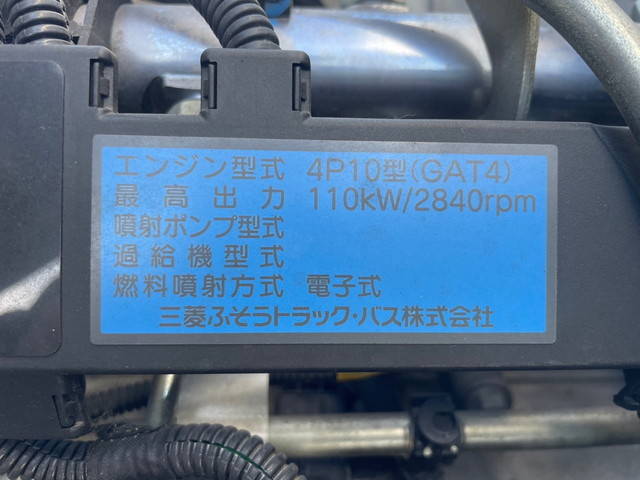 エンジン型式 4P10型(GAT4)
最高出力 110kW/2840rpm
噴射ポンプ型式
過給機型式
燃料噴射方式 電子式
三菱ふそうトラック・バス株式会社